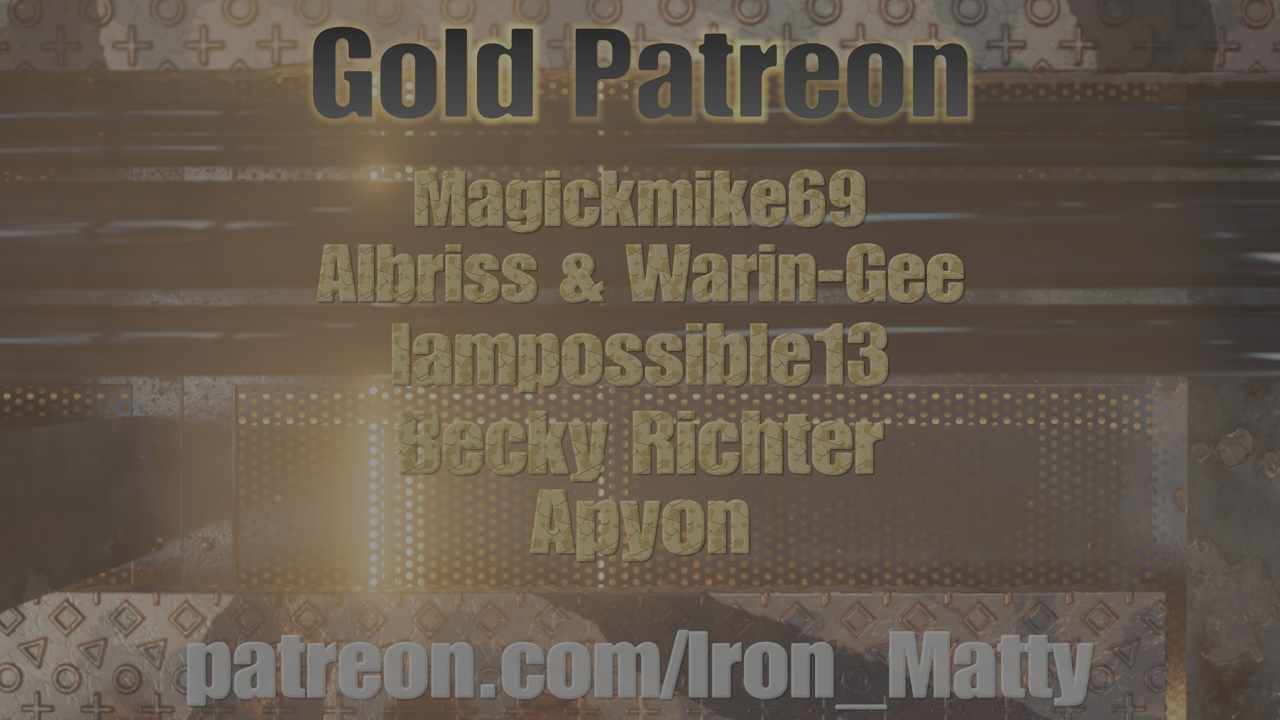 Gold Patreon
Magickmike69
Albriss & Warin-Gee
Iampossible13
Becky Richter
Apyon
patreon.com/Iron_Matty